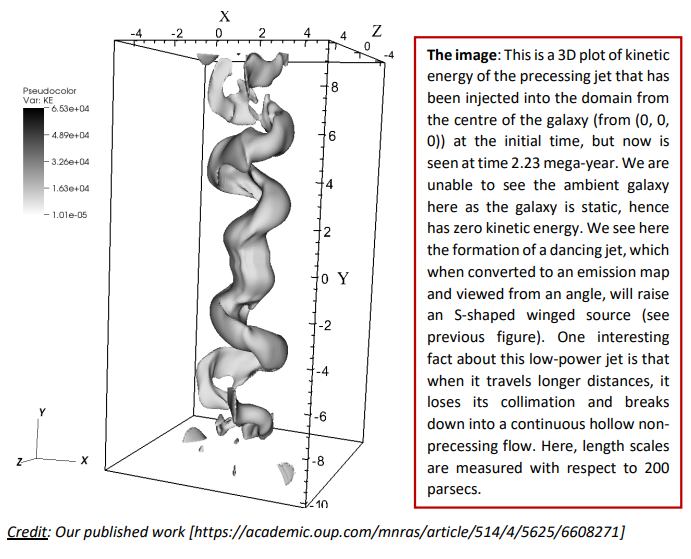 X
-4 -2 0 2 4
Z
4 0 -4
Pseudocolor
Var: KE
6.53e+04
4.89e+04
3.26e+04
1.63e+04
1.01e-05
8
6
4
2
0 Y
-2
-4
-6
-8
-10
Y
Z X
The image: This is a 3D plot of kinetic
energy of the precessing jet that has
been injected into the domain from
the centre of the galaxy (from (0, 0,
0)) at the initial time, but now is
seen at time 2.23 mega-year. We are
unable to see the ambient galaxy
here as the galaxy is static, hence
has zero kinetic energy. We see here
the formation of a dancing jet, which
when converted to an emission map
and viewed from an angle, will raise
an S-shaped winged source (see
previous figure). One interesting
fact about this low-power jet is that
when it travels longer distances, it
loses its collimation and breaks
down into a continuous hollow non-
precessing flow. Here, length scales
are measured with respect to 200
parsecs.
Credit: Our published work [https://academic.oup.com/mnras/article/514/4/5625/6608271]